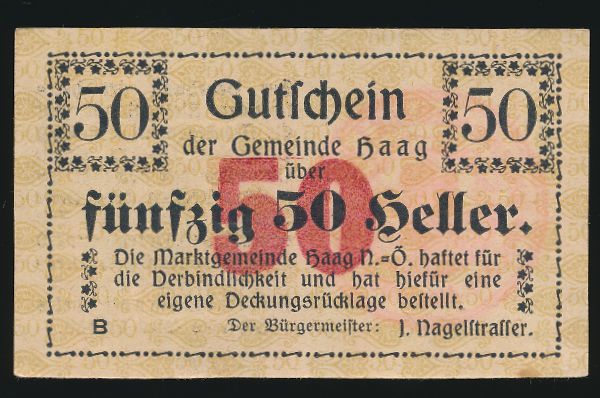 50 Gutschein 50
der Gemeinde Haag
über
50
fünfzig 50 Heller.
Die Marktgemeinde Haag N.=Ö. haftet für
die Verbindlichkeit und hat hiefür eine
eigene Deckungsrücklage bestellt.
B Der Bürgermeister: J. Nagelstrasser.